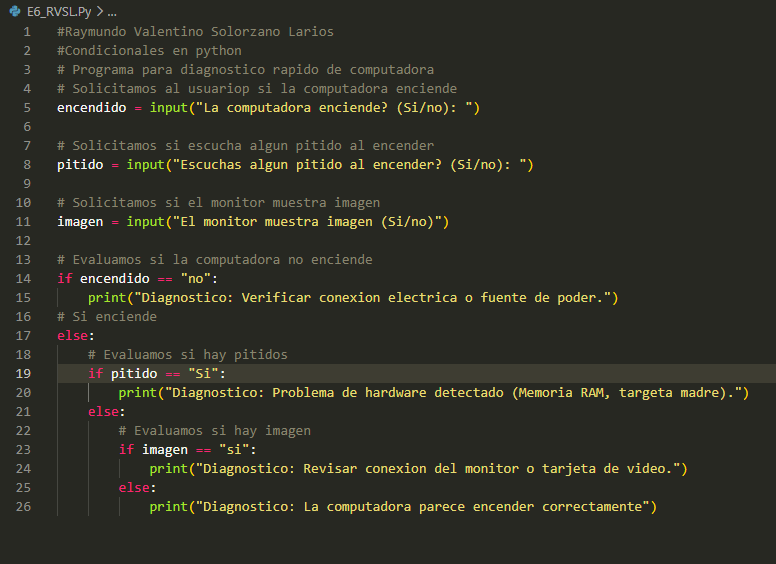 E6_RVSL.Py > ...
1 #Raymundo Valentino Solorzano Larios
2 #Condicionales en python
3 # Programa para diagnostico rapido de computadora
4 # Solicitamos al usuariop si la computadora enciende
5 encendido = input("La computadora enciende? (Si/no): ")
6
7 # Solicitamos si escucha algun pitido al encender
8 pitido = input("Escuchas algun pitido al encender? (Si/no): ")
9
10 # Solicitamos si el monitor muestra imagen
11 imagen = input("El monitor muestra imagen (Si/no)")
12
13 # Evaluamos si la computadora no enciende
14 if encendido == "no":
15     print("Diagnostico: Verificar conexion electrica o fuente de poder.")
16 # Si enciende
17 else:
18     # Evaluamos si hay pitidos
19     if pitido == "Si":
20         print("Diagnostico: Problema de hardware detectado (Memoria RAM, targeta madre).")
21     else:
22         # Evaluamos si hay imagen
23         if imagen == "si":
24             print("Diagnostico: Revisar conexion del monitor o tarjeta de video.")
25         else:
26             print("Diagnostico: La computadora parece encender correctamente")